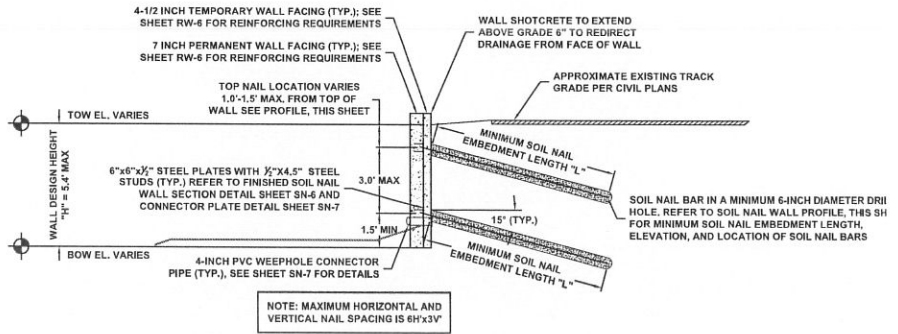 4-1/2 INCH TEMPORARY WALL FACING (TYP.); SEE
SHEET RW-6 FOR REINFORCING REQUIREMENTS
7 INCH PERMANENT WALL FACING (TYP.); SEE
SHEET RW-6 FOR REINFORCING REQUIREMENTS
WALL SHOTCRETE TO EXTEND
ABOVE GRADE 6" TO REDIRECT
DRAINAGE FROM FACE OF WALL
TOP NAIL LOCATION VARIES
1.0'-1.5' MAX. FROM TOP OF
WALL SEE PROFILE, THIS SHEET
APPROXIMATE EXISTING TRACK
GRADE PER CIVIL PLANS
TOW EL. VARIES
MINIMUM SOIL NAIL
EMBEDMENT LENGTH "L"
WALL DESIGN HEIGHT
"H" = 5.4' MAX
6"x6"x½" STEEL PLATES WITH ½"X4.5" STEEL
STUDS (TYP.) REFER TO FINISHED SOIL NAIL
WALL SECTION DETAIL SHEET SN-6 AND
CONNECTOR PLATE DETAIL SHEET SN-7
3.0' MAX
15° (TYP.)
1.5' MIN
SOIL NAIL BAR IN A MINIMUM 6-INCH DIAMETER DRIL
HOLE, REFER TO SOIL NAIL WALL PROFILE, THIS SH
FOR MINIMUM SOIL NAIL EMBEDMENT LENGTH,
ELEVATION, AND LOCATION OF SOIL NAIL BARS
BOW EL. VARIES
MINIMUM SOIL NAIL
EMBEDMENT LENGTH "L"
4-INCH PVC WEEPHOLE CONNECTOR
PIPE (TYP.), SEE SHEET SN-7 FOR DETAILS
NOTE: MAXIMUM HORIZONTAL AND
VERTICAL NAIL SPACING IS 6H'x3V'